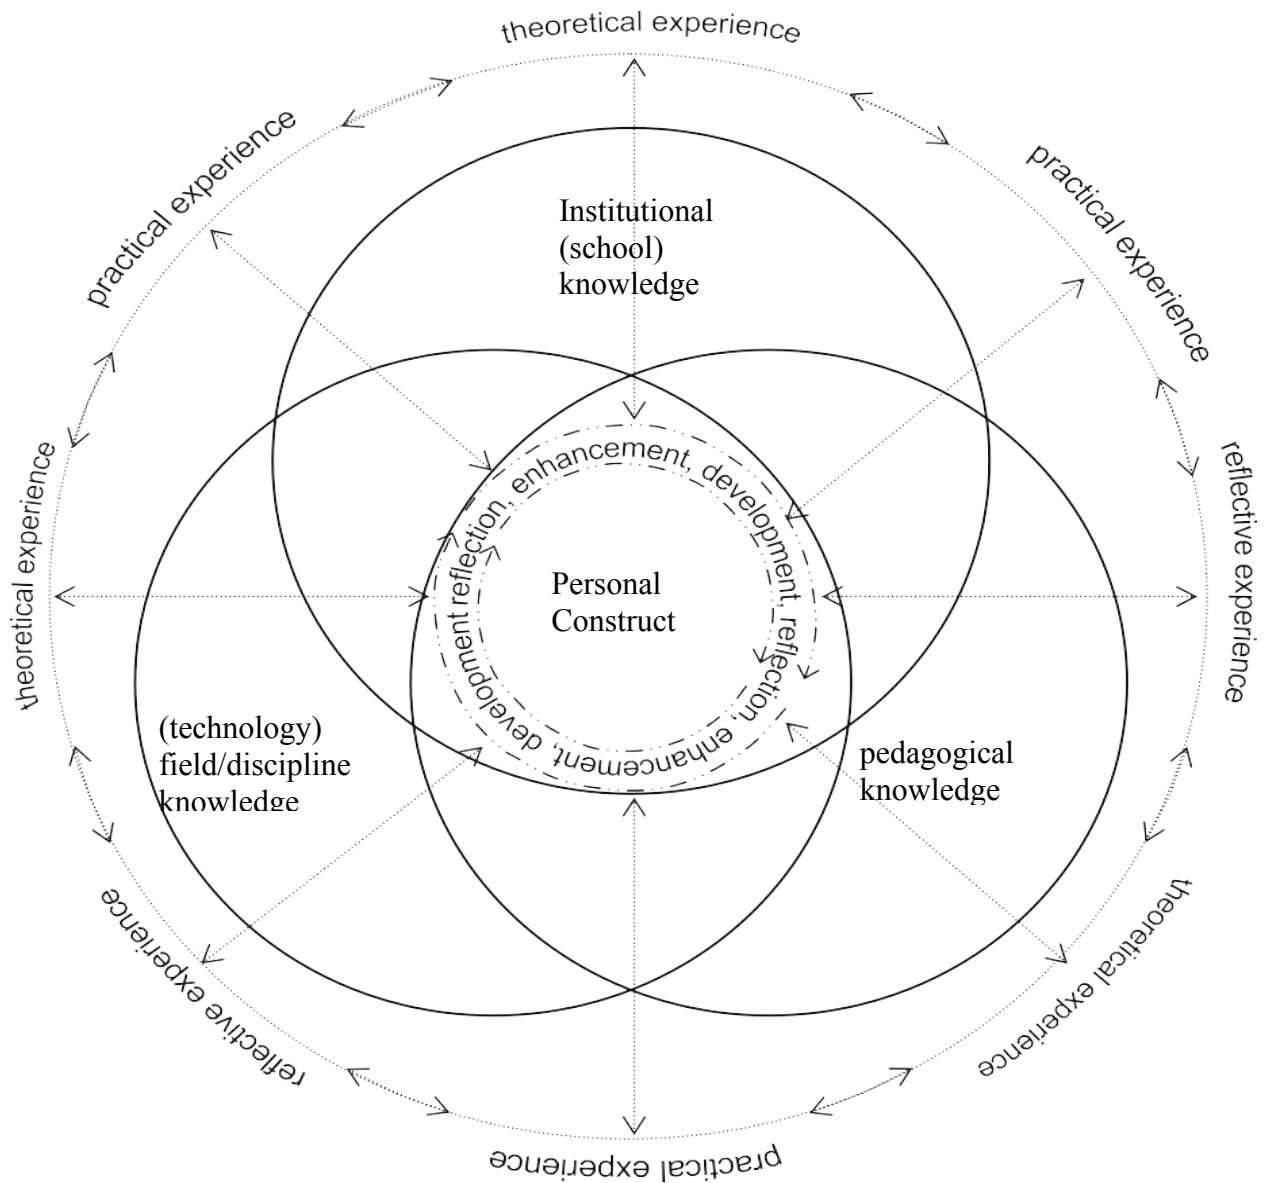 theoretical experience
practical experience
practical experience
Institutional
(school)
knowledge
theoretical experience
reflective experience
reflection, enhancement, development, reflection, enhancement, development
Personal
Construct
(technology)
field/discipline
knowledge
pedagogical
knowledge
reflective experience
theoretical experience
practical experience